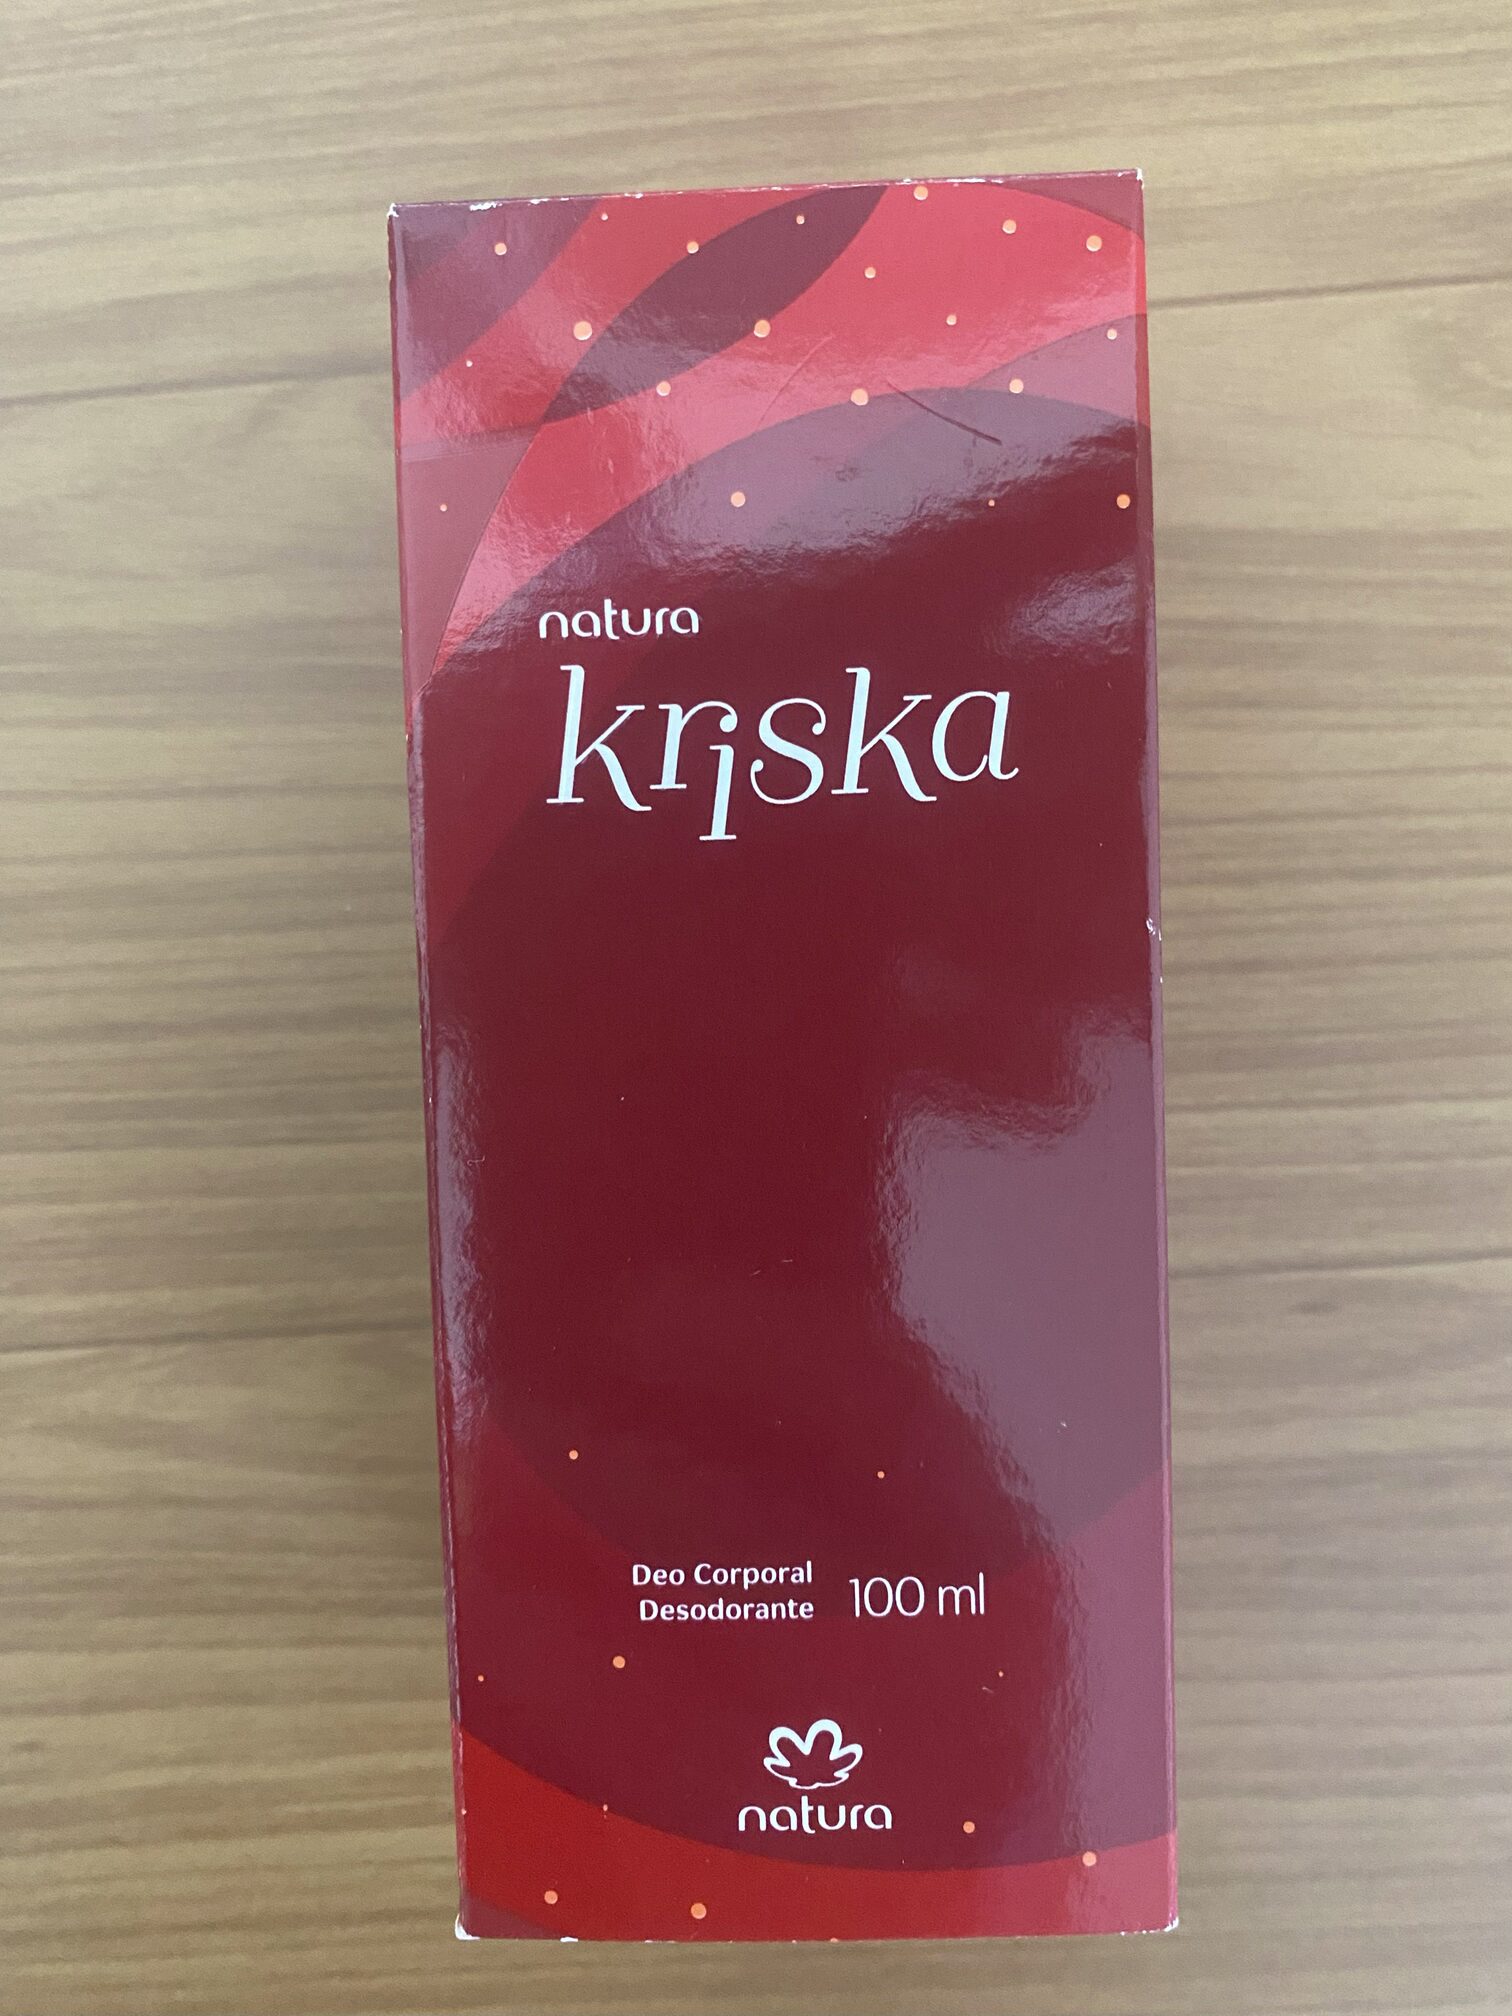 natura
kriska
Deo Corporal
Desodorante 100 ml
natura